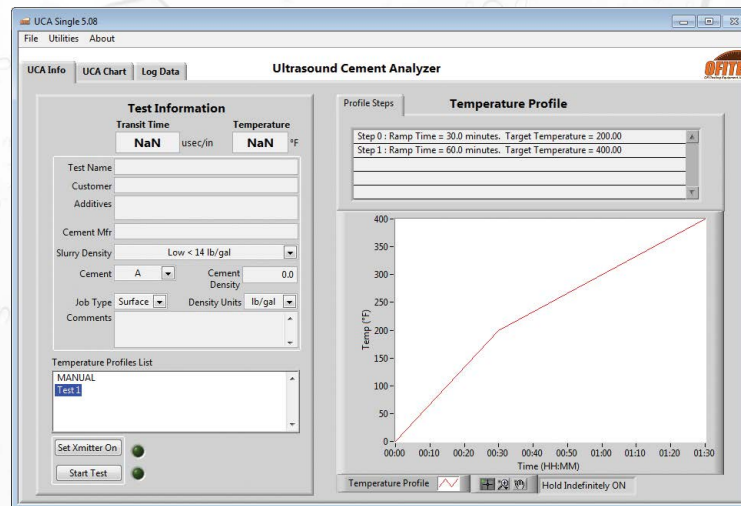 UCA Single 5.08
File Utilities About
UCA Info UCA Chart Log Data
Ultrasound Cement Analyzer
Test Information
Transit Time Temperature
NaN usec/in NaN °F
Test Name
Customer
Additives
Cement Mfr
Slurry Density Low < 14 lb/gal
Cement A Cement Density 0.0
Job Type Surface Density Units lb/gal
Comments
Temperature Profiles List
MANUAL
Test 1
Set Xmitter On
Start Test
Profile Steps Temperature Profile
Step 0 : Ramp Time = 30.0 minutes. Target Temperature = 200.00
Step 1 : Ramp Time = 60.0 minutes. Target Temperature = 400.00
400
350
300
250
200
150
100
50
0
Temp (°F)
00:00 00:10 00:20 00:30 00:40 00:50 01:00 01:10 01:20 01:30
Time (HH:MM)
Temperature Profile
Hold Indefinitely ON